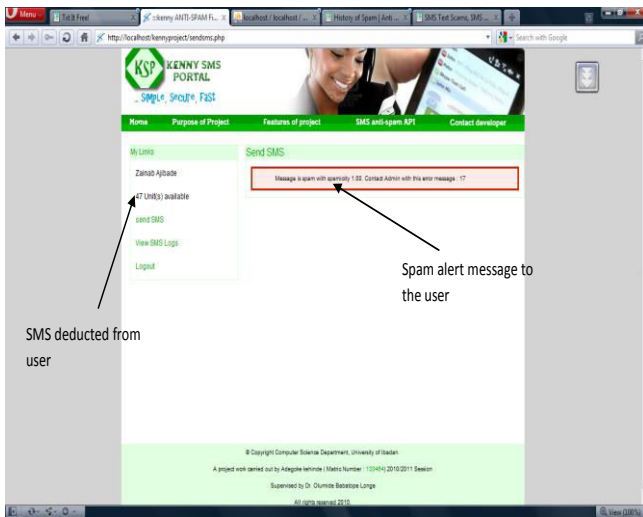 Menu
Tst B Free!
::kenny ANTI-SPAM Fi...
localhost / localhost / ...
History of Spam | Anti ...
SMS Text Scams, SMS ...
http://localhost/kennyproject/sendsms.php
Search with Google
KSP KENNY SMS
PORTAL
... Simple, Secure, Fast
Home Purpose of Project Features of project SMS anti-spam API Contact developer
My Links
Send SMS
Zainab Ajibade
Message is spam with spamicity 1.00. Contact Admin with this error message : 17
47 Unit(s) available
send SMS
View SMS Logs
Logout
Spam alert message to
the user
SMS deducted from
user
© Copyright Computer Science Department, University of Ibadan
A project work carried out by Adegoke kehinde ( Matric Number : 133454) 2010/2011 Session
Supervised by Dr. Olumide Babatope Longe
All rights reserved 2010.
View (100%)